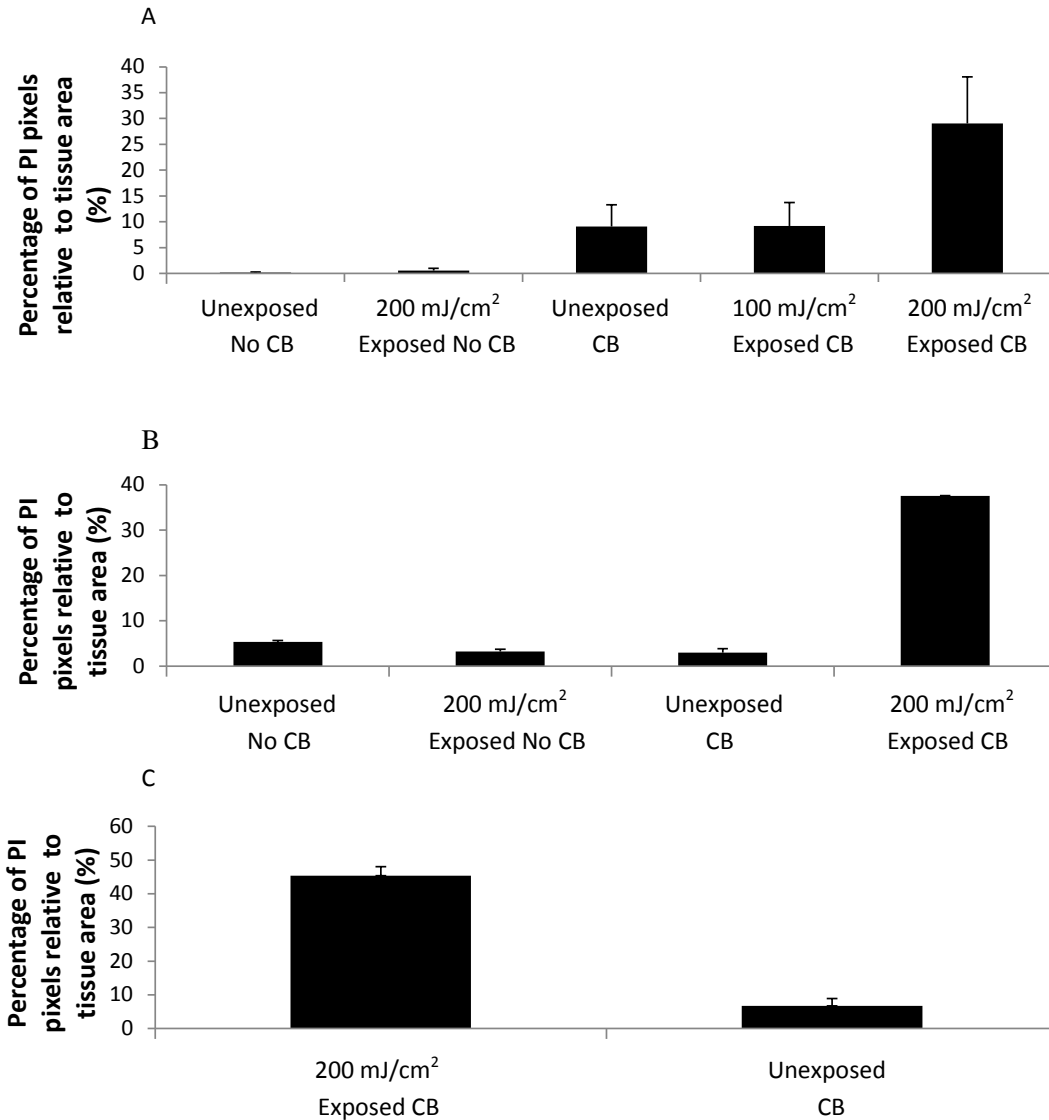 A
Percentage of PI pixels
relative to tissue area
(%)
40
35
30
25
20
15
10
5
0
Unexposed
No CB
200 mJ/cm²
Exposed No CB
Unexposed
CB
100 mJ/cm²
Exposed CB
200 mJ/cm²
Exposed CB
B
Percentage of PI
pixels relative to
tissue area (%)
40
30
20
10
0
Unexposed
No CB
200 mJ/cm²
Exposed No CB
Unexposed
CB
200 mJ/cm²
Exposed CB
C
Percentage of PI
pixels relative to
tissue area (%)
60
50
40
30
20
10
0
200 mJ/cm²
Exposed CB
Unexposed
CB